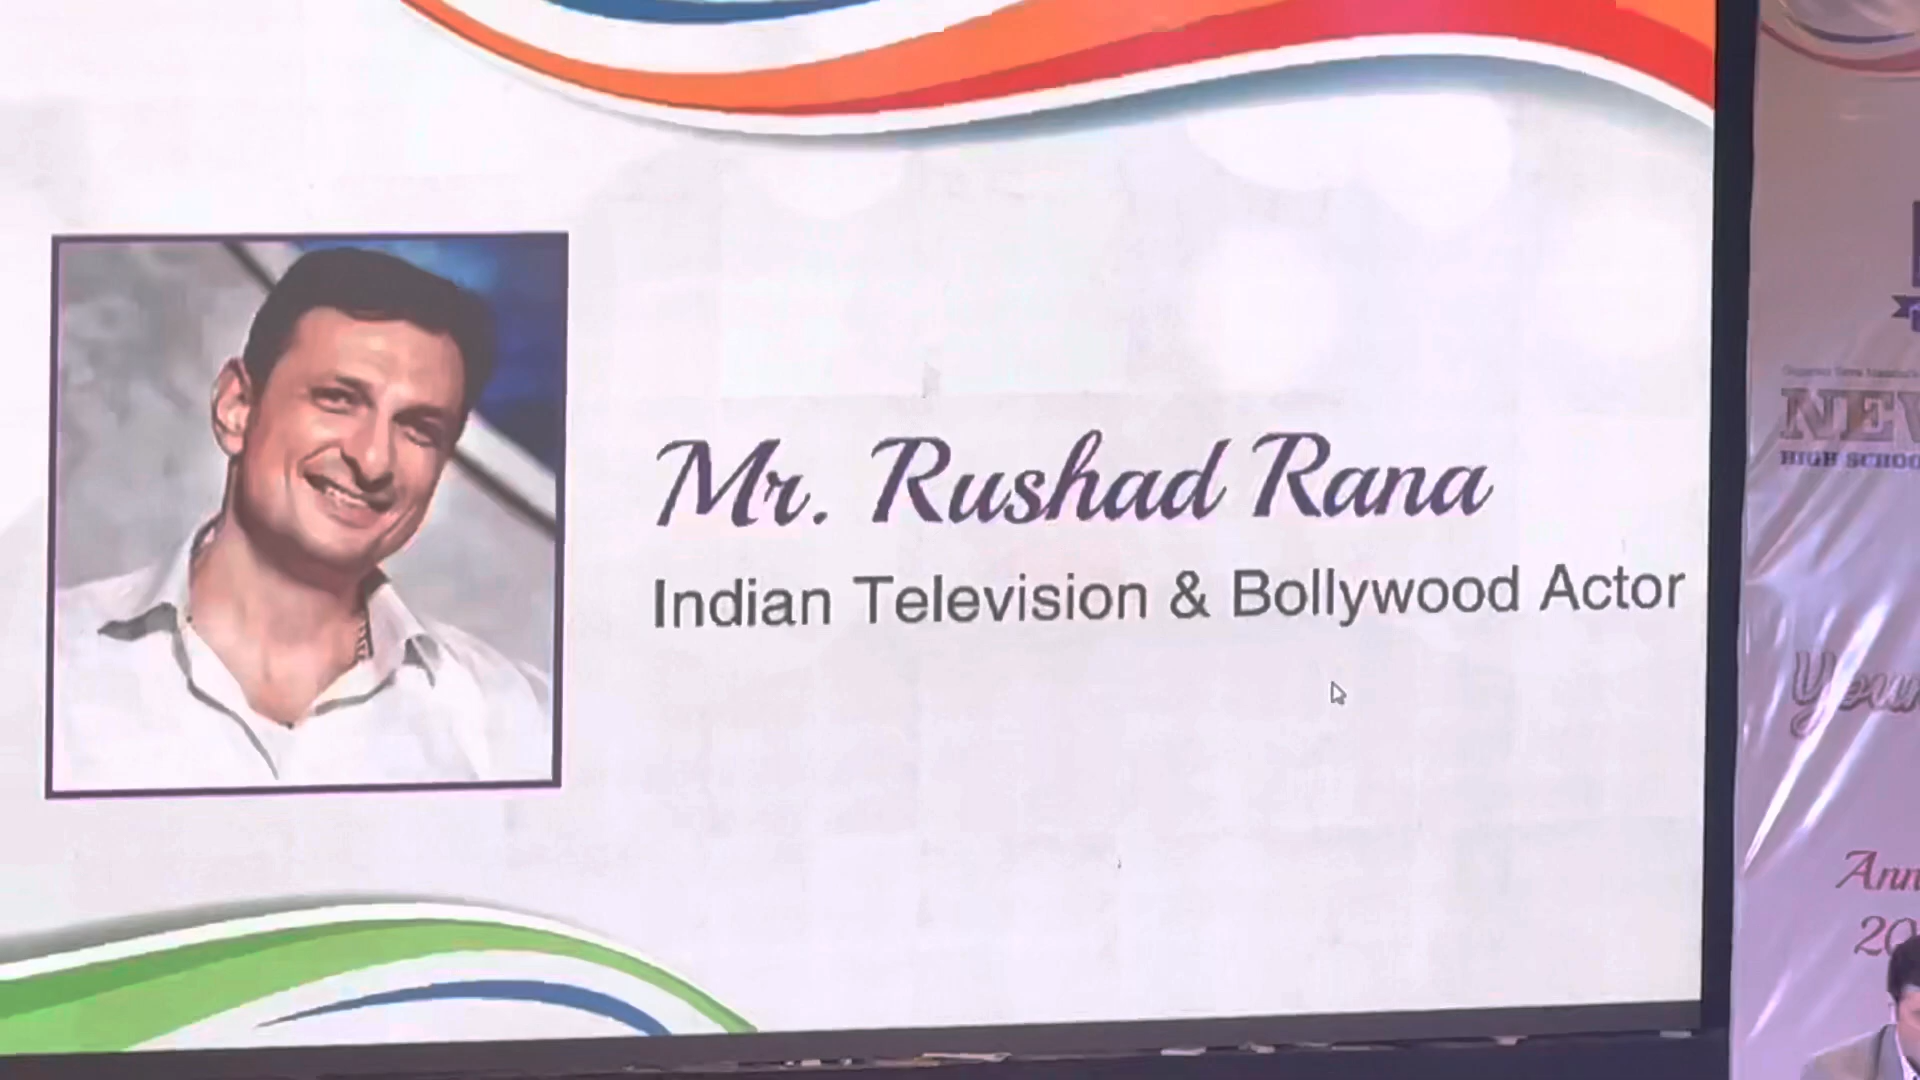 Mr. Rushad Rana
Indian Television & Bollywood Actor
HIGH SCHOO